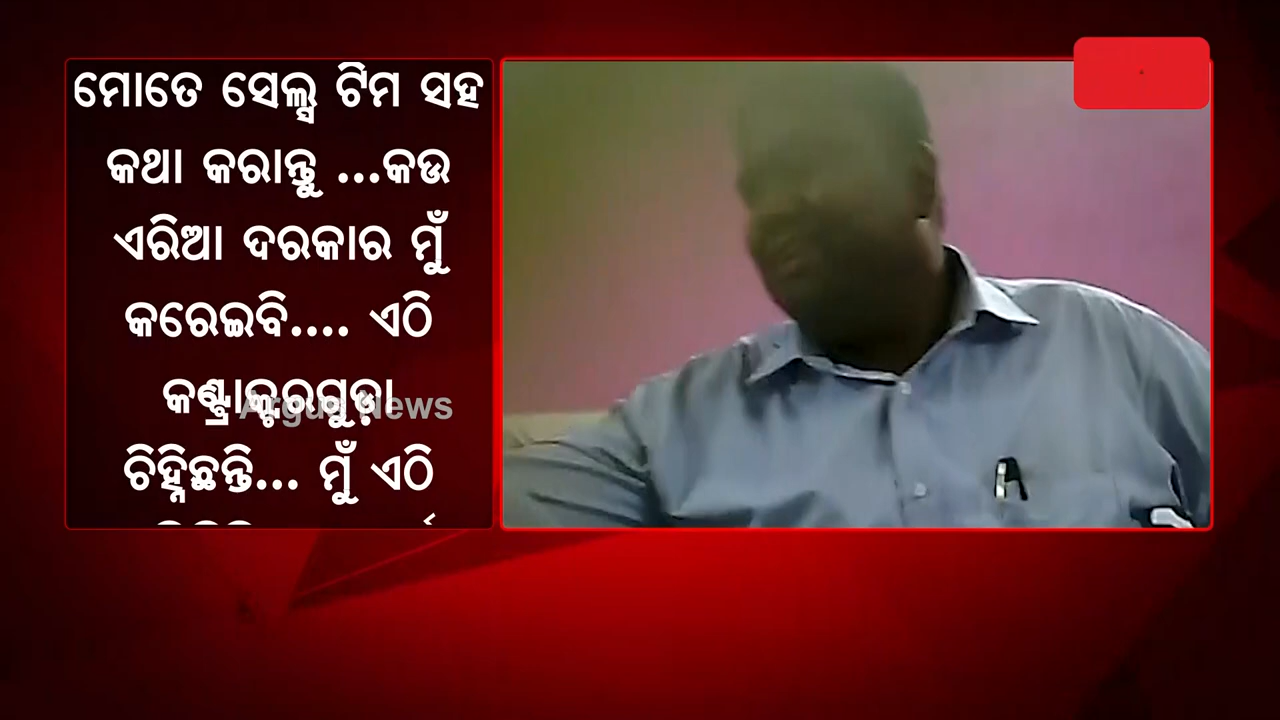 ମୋତେ ସେଲ୍ସ ଟିମ ସହ
କଥା କରାନ୍ତୁ ...କଉ
ଏରିଆ ଦରକାର ମୁଁ
କରେଇବି.... ଏଠି
କଣ୍ଟ୍ରାକ୍ଟରଗୁଡ଼ା
Argus News
ଚିହ୍ନିଛନ୍ତି... ମୁଁ ଏଠି